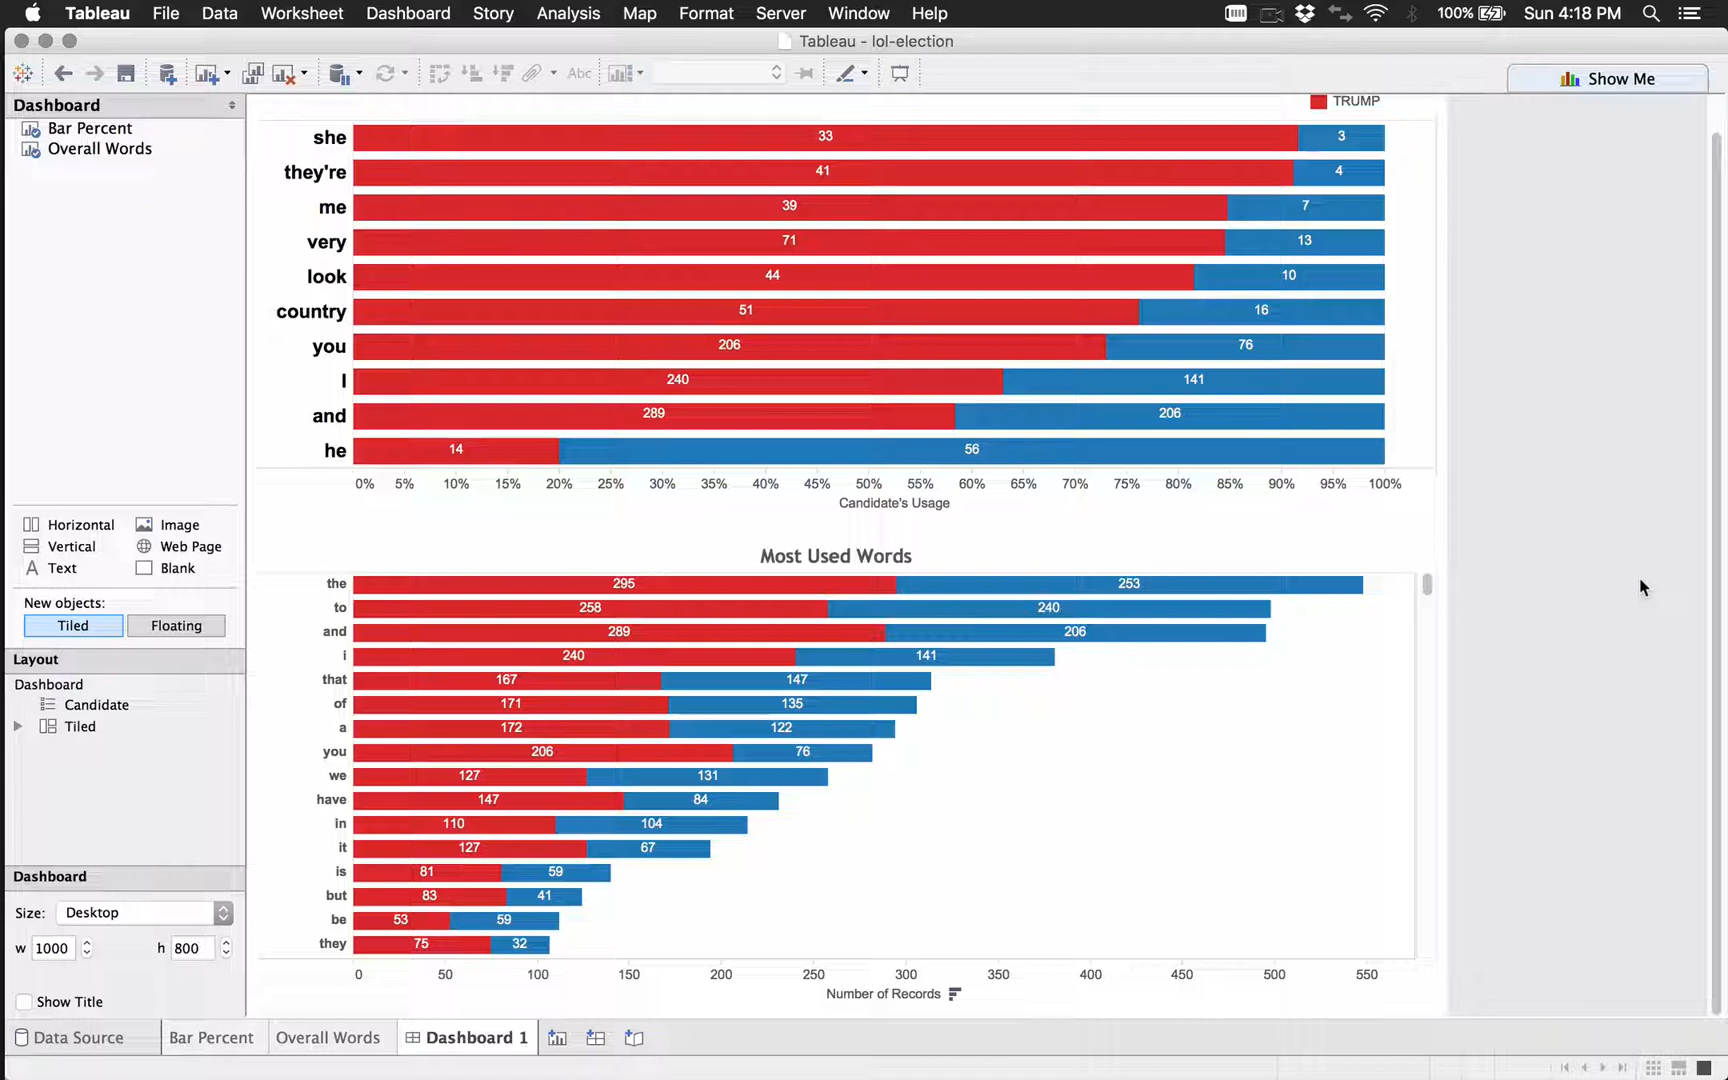 Tableau File Data Worksheet Dashboard Story Analysis Map Format Server Window Help 100% Sun 4:18 PM
Tableau - lol-election
Abc
Show Me
Dashboard
Bar Percent
Overall Words
Horizontal Image
Vertical Web Page
A Text Blank
New objects:
Tiled Floating
Layout
Dashboard
Candidate
Tiled
Dashboard
Size: Desktop
w 1000 h 800
Show Title
TRUMP
she 33 3
they're 41 4
me 39 7
very 71 13
look 44 10
country 51 16
you 206 76
I 240 141
and 289 206
he 14 56
0% 5% 10% 15% 20% 25% 30% 35% 40% 45% 50% 55% 60% 65% 70% 75% 80% 85% 90% 95% 100%
Candidate's Usage
Most Used Words
the 295 253
to 258 240
and 289 206
i 240 141
that 167 147
of 171 135
a 172 122
you 206 76
we 127 131
have 147 84
in 110 104
it 127 67
is 81 59
but 83 41
be 53 59
they 75 32
0 50 100 150 200 250 300 350 400 450 500 550
Number of Records
Data Source Bar Percent Overall Words Dashboard 1